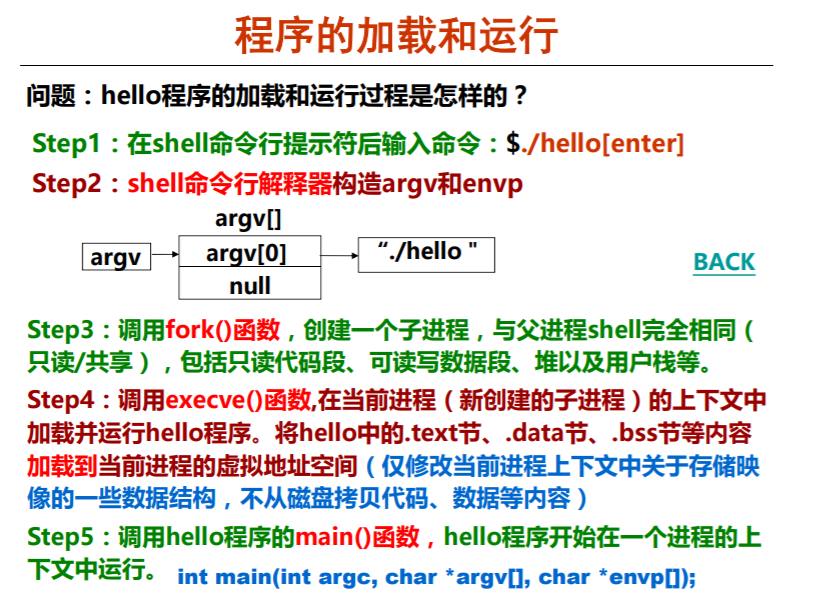 程序的加载和运行
问题：hello程序的加载和运行过程是怎样的？
Step1：在shell命令行提示符后输入命令：$./hello[enter]
Step2：shell命令行解释器构造argv和envp
argv[]
argv
argv[0]
“./hello "
null
BACK
Step3：调用fork()函数，创建一个子进程，与父进程shell完全相同（
只读/共享），包括只读代码段、可读写数据段、堆以及用户栈等。
Step4：调用execve()函数,在当前进程（新创建的子进程）的上下文中
加载并运行hello程序。将hello中的.text节、.data节、.bss节等内容
加载到当前进程的虚拟地址空间（仅修改当前进程上下文中关于存储映
像的一些数据结构，不从磁盘拷贝代码、数据等内容）
Step5：调用hello程序的main()函数，hello程序开始在一个进程的上
下文中运行。 int main(int argc, char *argv[], char *envp[]);